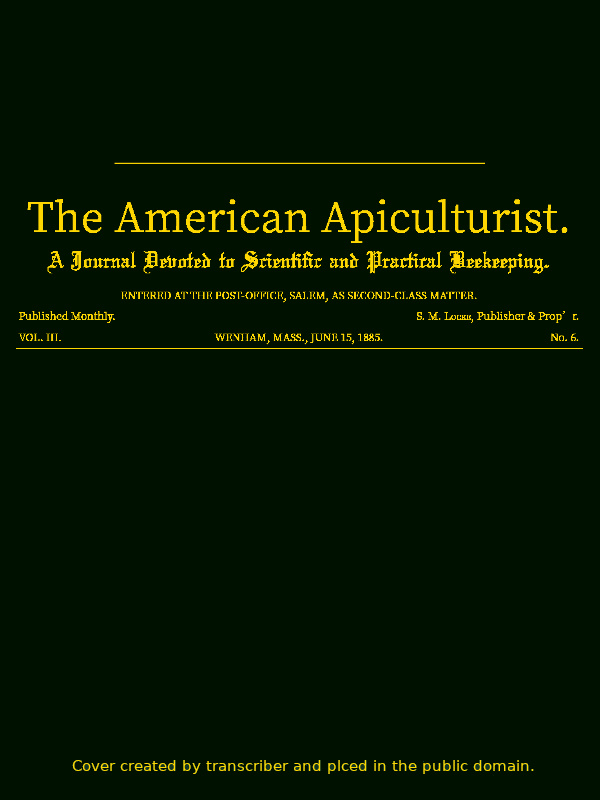 The American Apiculturist.
A Journal Devoted to Scientific and Practical Beekeeping.
ENTERED AT THE POST-OFFICE, SALEM, AS SECOND-CLASS MATTER.
Published Monthly. S. M. Locke, Publisher & Prop’r.
VOL. III. WENHAM, MASS., JUNE 15, 1885. No. 6.
Cover created by transcriber and plced in the public domain.